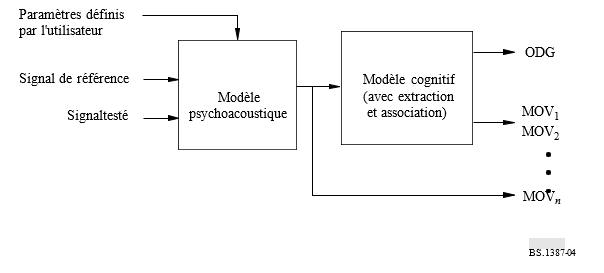 Paramètres définis
par l'utilisateur
Signal de référence
Signaltesté
Modèle
psychoacoustique
Modèle cognitif
(avec extraction
et association)
ODG
MOV1
MOV2
MOVn
BS.1387-04